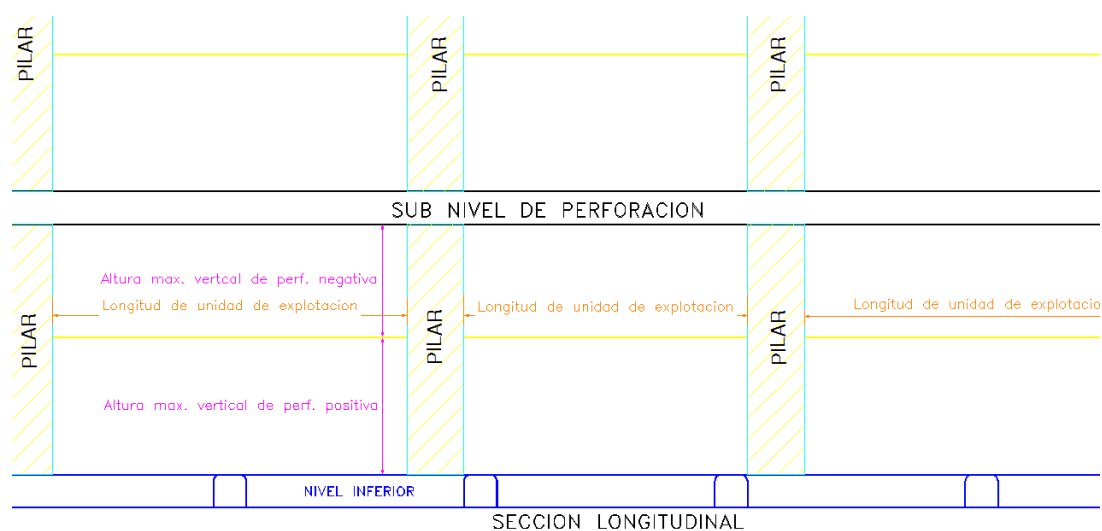 PILAR
PILAR
PILAR
SUB NIVEL DE PERFORACION
Altura max. vertcal de perf. negativa
Longitud de unidad de explotacion
Longitud de unidad de explotacion
Longitud de unidad de explotacio
PILAR
PILAR
PILAR
Altura max. vertical de perf. positiva
NIVEL INFERIOR
SECCION LONGITUDINAL